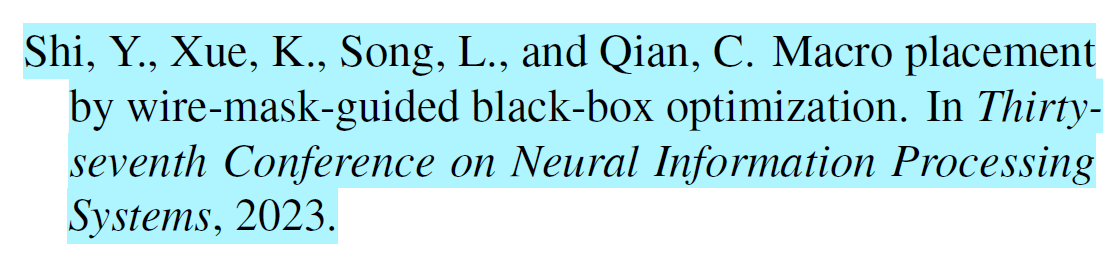 Shi, Y., Xue, K., Song, L., and Qian, C. Macro placement
by wire-mask-guided black-box optimization. In Thirty-
seventh Conference on Neural Information Processing
Systems, 2023.